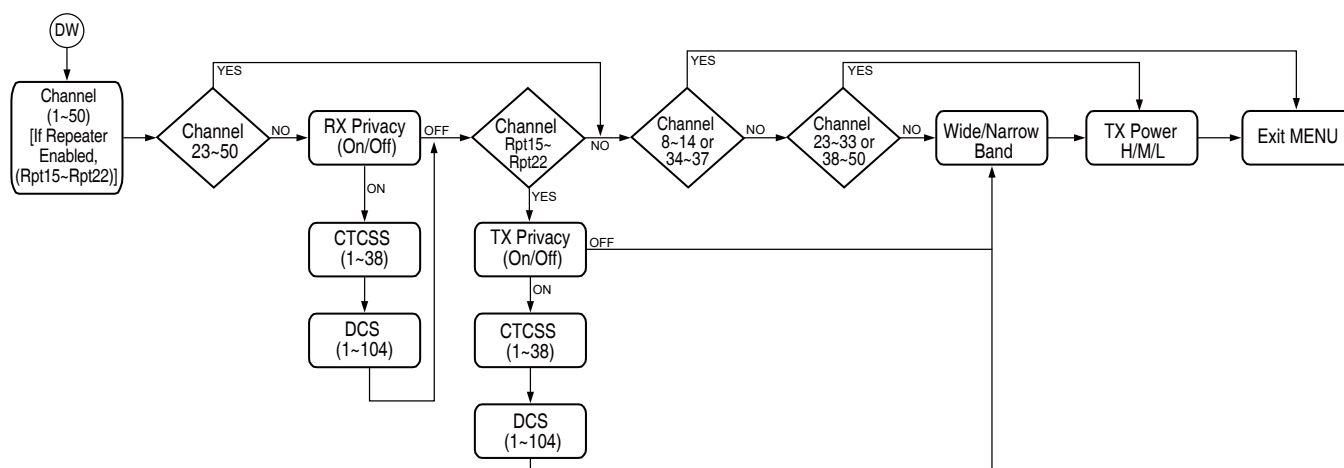 DW
Channel
(1~50)
[If Repeater
Enabled,
(Rpt15~Rpt22)]
YES
Channel
23~50
NO
RX Privacy
(On/Off)
OFF
ON
CTCSS
(1~38)
DCS
(1~104)
Channel
Rpt15~
Rpt22
NO
YES
TX Privacy
(On/Off)
OFF
ON
CTCSS
(1~38)
DCS
(1~104)
YES
Channel
8~14 or
34~37
NO
YES
Channel
23~33 or
38~50
NO
Wide/Narrow
Band
TX Power
H/M/L
Exit MENU